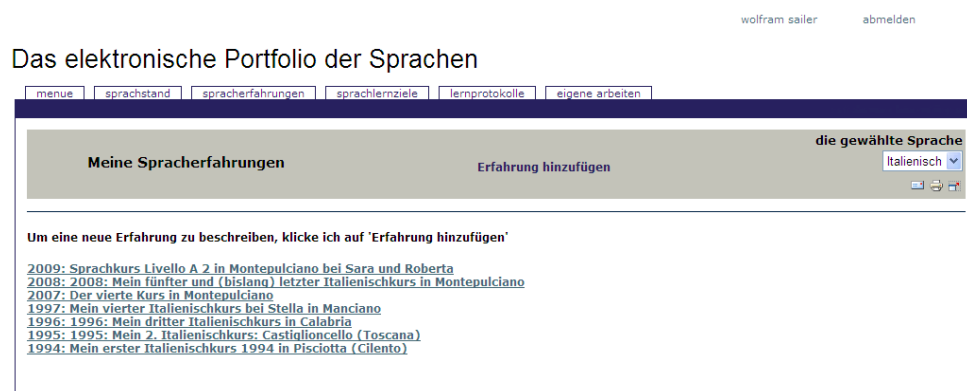 wolfram sailer abmelden
Das elektronische Portfolio der Sprachen
menue sprachstand spracherfahrungen sprachlernziele lernprotokolle eigene arbeiten
die gewählte Sprache
Meine Spracherfahrungen Erfahrung hinzufügen Italienisch
Um eine neue Erfahrung zu beschreiben, klicke ich auf 'Erfahrung hinzufügen'
2009: Sprachkurs Livello A 2 in Montepulciano bei Sara und Roberta
2008: 2008: Mein fünfter und (bislang) letzter Italienischkurs in Montepulciano
2007: Der vierte Kurs in Montepulciano
1997: Mein vierter Italienischkurs bei Stella in Manciano
1996: 1996: Mein dritter Italienischkurs in Calabria
1995: 1995: Mein 2. Italienischkurs: Castiglioncello (Toscana)
1994: Mein erster Italienischkurs 1994 in Pisciotta (Cilento)